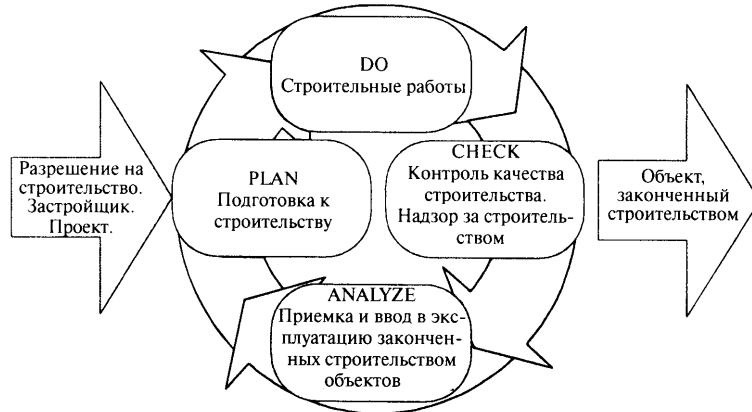 DO
Строительные работы
Разрешение на
строительство.
Застройщик.
Проект.
PLAN
Подготовка к
строительству
CHECK
Контроль качества
строительства.
Надзор за строитель-
ством
Объект,
законченный
строительством
ANALYZE
Приемка и ввод в экс-
плуатацию закончен-
ных строительством
объектов